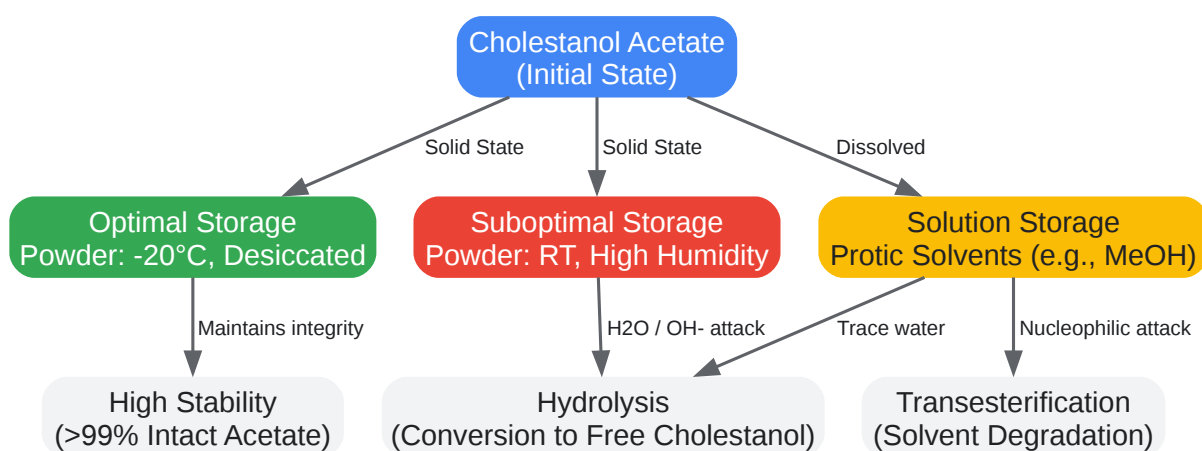 Cholestanol Acetate
(Initial State)
Solid State
Solid State
Dissolved
Optimal Storage
Powder: -20°C, Desiccated
Suboptimal Storage
Powder: RT, High Humidity
Solution Storage
Protic Solvents (e.g., MeOH)
Maintains integrity
H2O / OH- attack
Trace water
Nucleophilic attack
High Stability
(>99% Intact Acetate)
Hydrolysis
(Conversion to Free Cholestanol)
Transesterification
(Solvent Degradation)